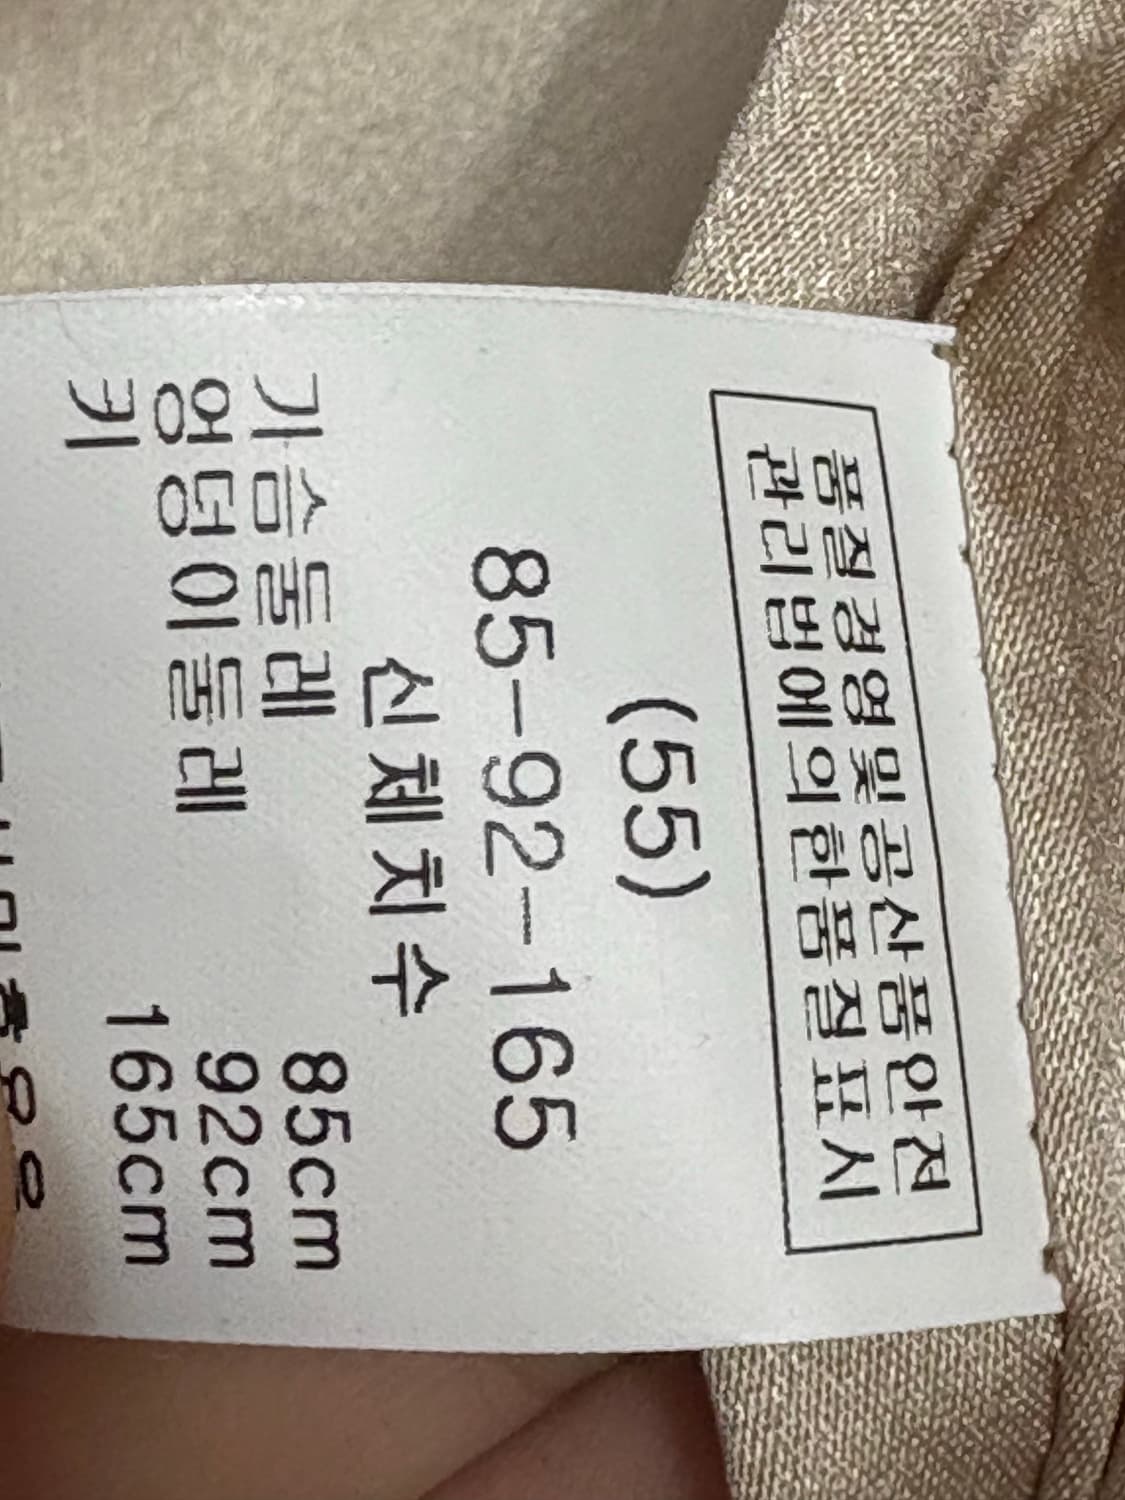 품질경영및공산품안전
관리법에의한품질표시
(55)
85-92-165
신체치수
가슴둘레 85cm
엉덩이둘레 92cm
키 165cm